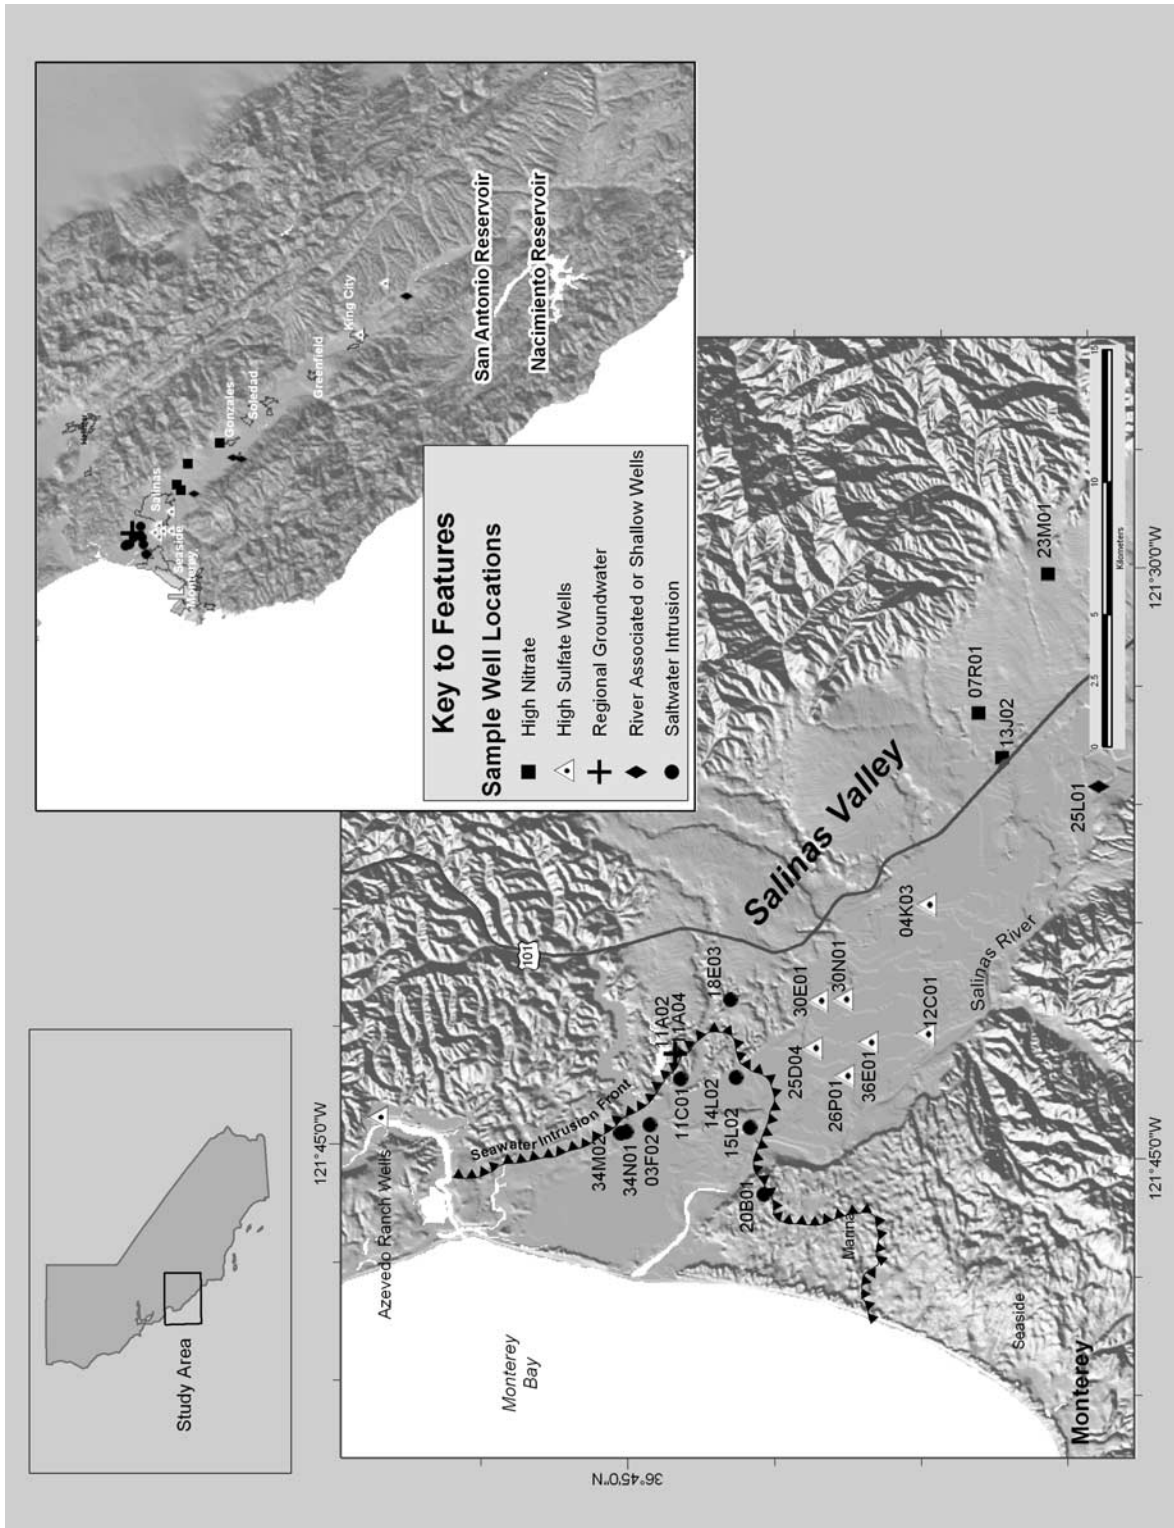 Study Area
Hollister
Salinas
Seaside
Monterey
Gonzales
Soledad
Greenfield
King City
San Antonio Reservoir
Nacimiento Reservoir
Key to Features
Sample Well Locations
High Nitrate
High Sulfate Wells
Regional Groundwater
River Associated or Shallow Wells
Saltwater Intrusion
121°45'0"W
Azevedo Ranch Wells
101
Monterey
Bay
Seawater Intrusion Front
34M02
34N01
03F02
11A02
11A04
11C01
14L02
18E03
15L02
20B01
Salinas Valley
25D04
30E01
30N01
26P01
36E01
12C01
04K03
Salinas River
07R01
13J02
23M01
25L01
Marina
Seaside
Monterey
36°45'0"N
121°45'0"W
121°30'0"W
0 2.5 5 10 15
Kilometers